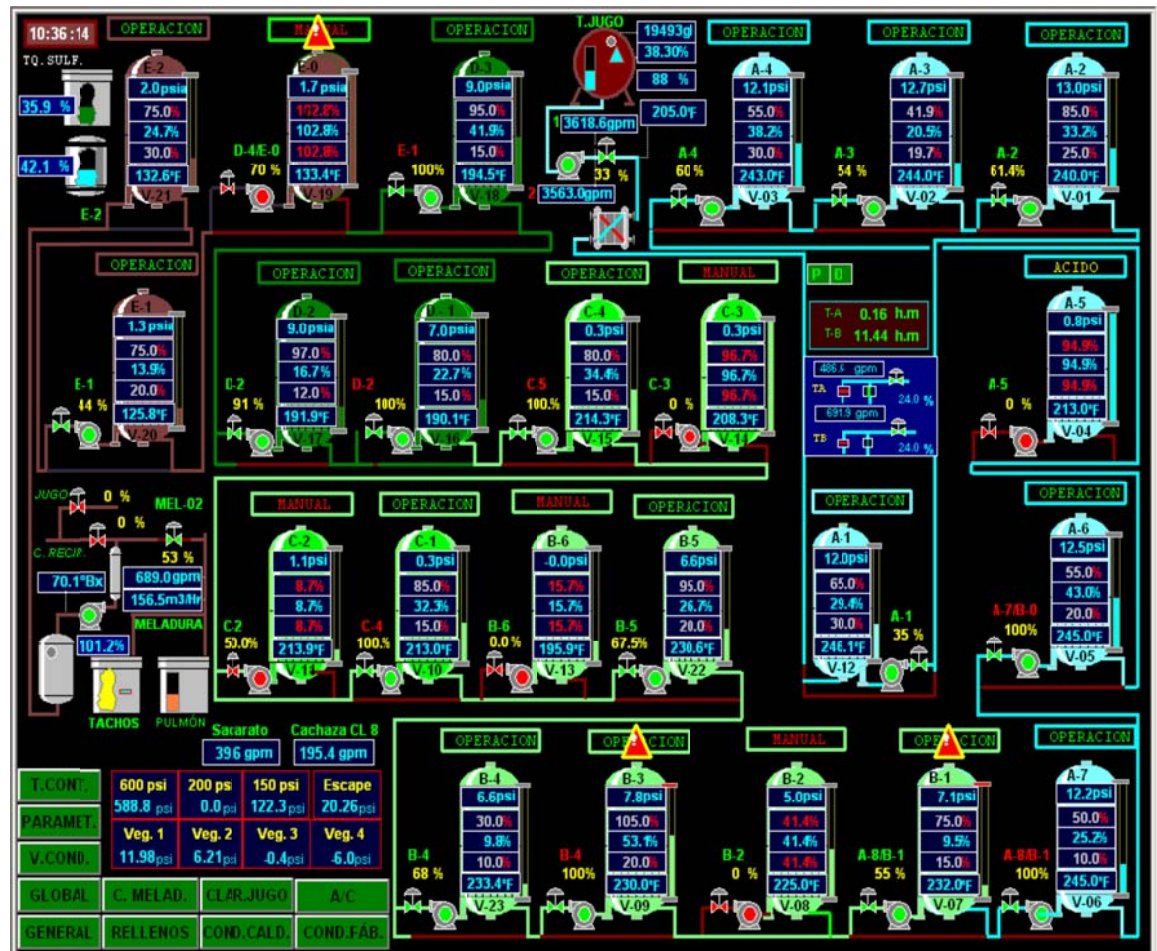 10:36:14
OPERACION
MANUAL
OPERACION
T.JUGO
19493gl
38.30%
88 %
205.0°F
OPERACION
OPERACION
OPERACION
TQ. SULF.
35.9 %
42.1 %
E-2
2.0psia
75.0%
24.7%
30.0%
132.6°F
V-21
E-2
E-0
1.7psia
102.8%
102.8%
102.8%
133.4°F
V-19
D-4/E-0
70 %
D-3
9.0psia
95.0%
41.9%
15.0%
194.5°F
V-18
E-1
100%
1 3618.6gpm
33 %
2 3563.0gpm
A-4
12.1psi
55.0%
38.2%
30.0%
243.0°F
V-03
A-4
60 %
A-3
12.7psi
41.9%
20.5%
19.7%
244.0°F
V-02
A-3
54 %
A-2
13.0psi
85.0%
33.2%
25.0%
240.0°F
V-01
A-2
61.4%
OPERACION
OPERACION
OPERACION
OPERACION
MANUAL
P D
ACIDO
E-1
1.3psia
75.0%
13.9%
20.0%
125.8°F
V-20
E-1
44 %
D-2
9.0psia
97.0%
16.7%
12.0%
191.9°F
V-17
D-2
91 %
D-1
7.0psia
80.0%
22.7%
15.0%
190.1°F
V-16
D-2
100%
C-4
0.3psi
80.0%
34.4%
15.0%
214.3°F
V-15
C-5
100.%
C-3
0.3psi
96.7%
96.7%
96.7%
208.3°F
V-14
C-3
0 %
T-A 0.16 h.m
T-B 11.44 h.m
gpm
TA
24.0 %
691.9 gpm
TB
24.0 %
A-5
0.8psi
94.9%
94.9%
94.9%
213.0°F
V-04
A-5
0 %
JUGO
0 %
MEL-02
0 %
C. RECIR.
53 %
70.1°Bx
689.0gpm
156.5m3/Hr
MELADURA
101.2%
TACHOS
PULMÓN
MANUAL
OPERACION
MANUAL
OPERACION
OPERACION
OPERACION
C-2
1.1psi
8.7%
8.7%
8.7%
213.9°F
V-11
C-2
C-1
0.3psi
85.0%
32.3%
15.0%
213.0°F
V-10
C-4
100.%
B-6
-0.0psi
15.7%
15.7%
15.7%
195.9°F
V-13
B-6
0.0 %
B-5
6.6psi
95.0%
26.7%
20.0%
230.6°F
V-22
B-5
67.5%
A-1
12.0psi
65.0%
29.4%
30.0%
246.1°F
V-12
A-1
35 %
A-6
12.5psi
55.0%
43.0%
20.0%
245.0°F
V-05
A-7/B-0
100%
Sacarato
396 gpm
Cachaza CL 8
195.4 gpm
OPERACION
OPERACION
MANUAL
OPERACION
OPERACION
B-4
6.6psi
30.0%
9.8%
10.0%
233.4°F
V-23
B-4
68 %
B-3
7.8psi
105.0%
53.1%
20.0%
230.0°F
V-09
B-4
100%
B-2
5.0psi
41.4%
41.4%
41.4%
225.0°F
V-08
B-2
0 %
B-1
7.1psi
75.0%
9.5%
15.0%
232.0°F
V-07
A-8/B-1
55 %
A-7
12.2psi
50.0%
25.2%
10.0%
245.0°F
V-06
A-8/B-1
100%
T.CONT.
PARAMET.
V.COND.
600 psi 200 psi 150 psi Escape
588.8 psi 0.0 psi 122.3 psi 20.26psi
Veg. 1 Veg. 2 Veg. 3 Veg. 4
11.98psi 6.21psi -0.4psi -6.0psi
GLOBAL C. MELAD. CLAR.JUGO A/C
GENERAL RELLENOS COND.CALD. COND.FAB.